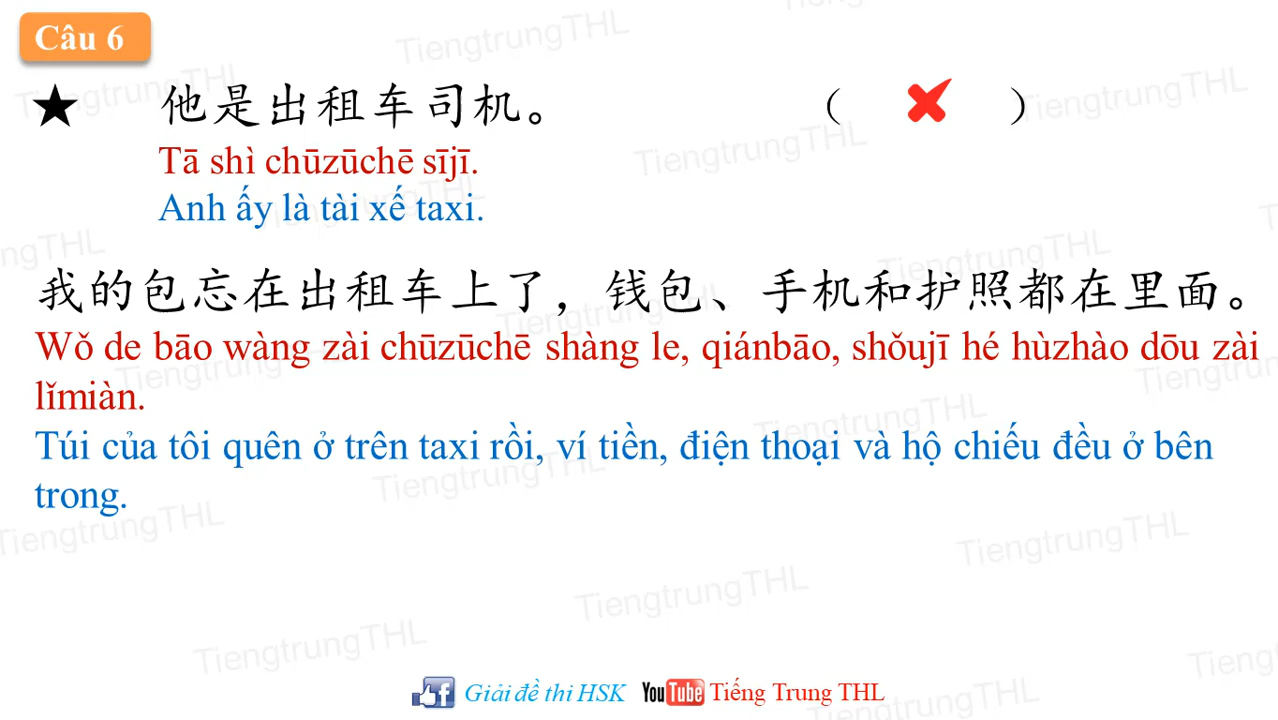 Câu 6
★ 他是出租车司机。 ( ✘ )
Tā shì chūzūchē sījī.
Anh ấy là tài xế taxi.
我的包忘在出租车上了，钱包、手机和护照都在里面。
Wǒ de bāo wàng zài chūzūchē shàng le, qiánbāo, shǒujī hé hùzhào dōu zài
lǐmiàn.
Túi của tôi quên ở trên taxi rồi, ví tiền, điện thoại và hộ chiếu đều ở bên
trong.
Giải đề thi HSK YouTube Tiếng Trung THL
TiengtrungTHL